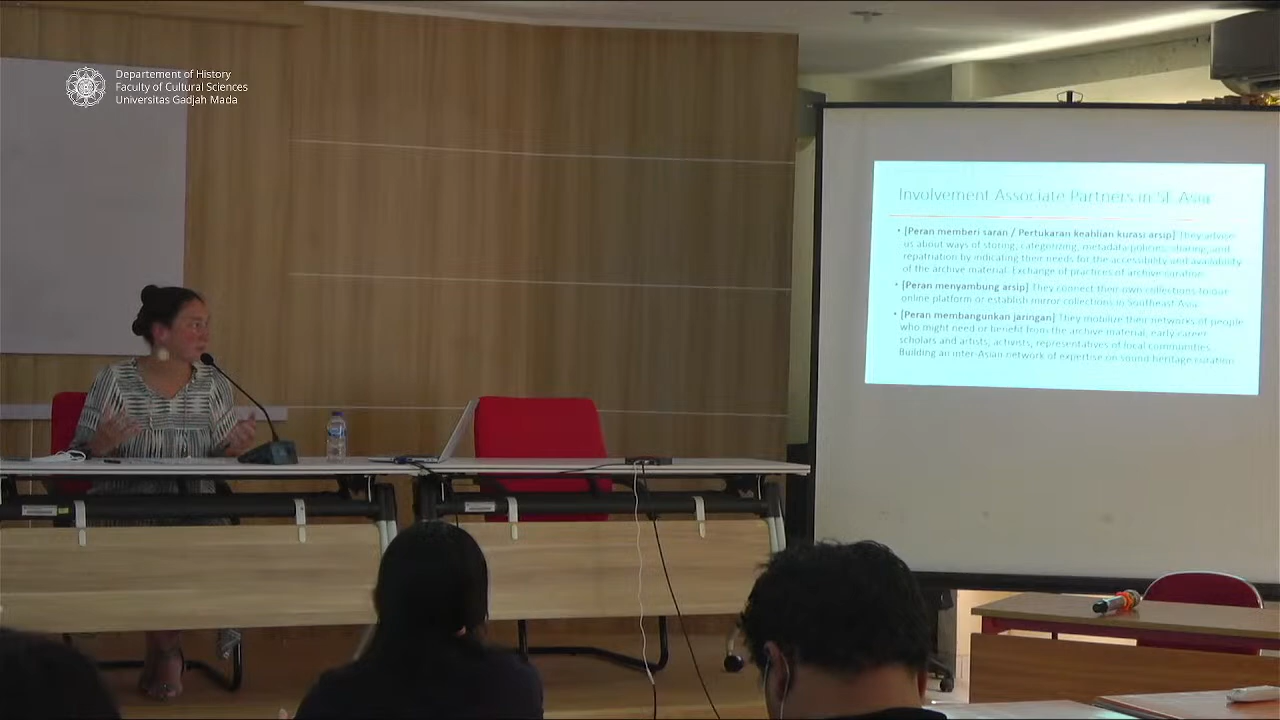 Departement of History
Faculty of Cultural Sciences
Universitas Gadjah Mada
Involvement Associate Partners in SE Asia
• [Peran memberi saran / Pertukaran keahlian kurasi arsip] They advise
us about ways of storing, categorizing, metadata policies, sharing, and
repatriation by indicating their needs for the accessibility and availability
of the archive material. Exchange of practices of archive curation.
• [Peran menyambung arsip] They connect their own collections to our
online platform or establish mirror collections in Southeast Asia.
• [Peran membangunkan jaringan] They mobilize their networks of people
who might need or benefit from the archive material, early career
scholars and artists, activists, representatives of local communities.
Building an inter-Asian network of expertise on sound heritage curation.